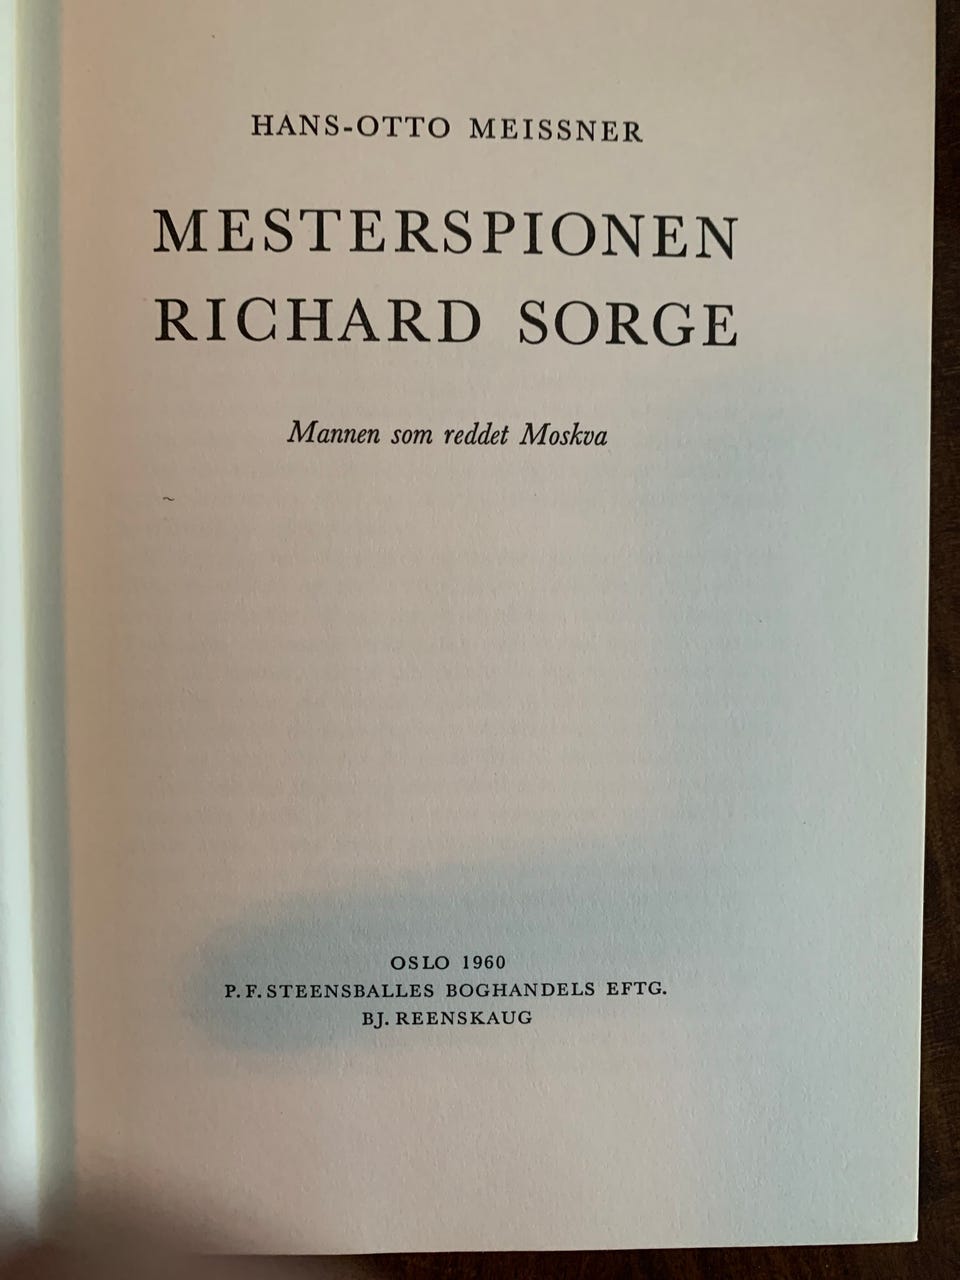 HANS-OTTO MEISSNER
MESTERSPIONEN
RICHARD SORGE
Mannen som reddet Moskva
OSLO 1960
P. F. STEENSBALLES BOGHANDELS EFTG.
BJ. REENSKAUG